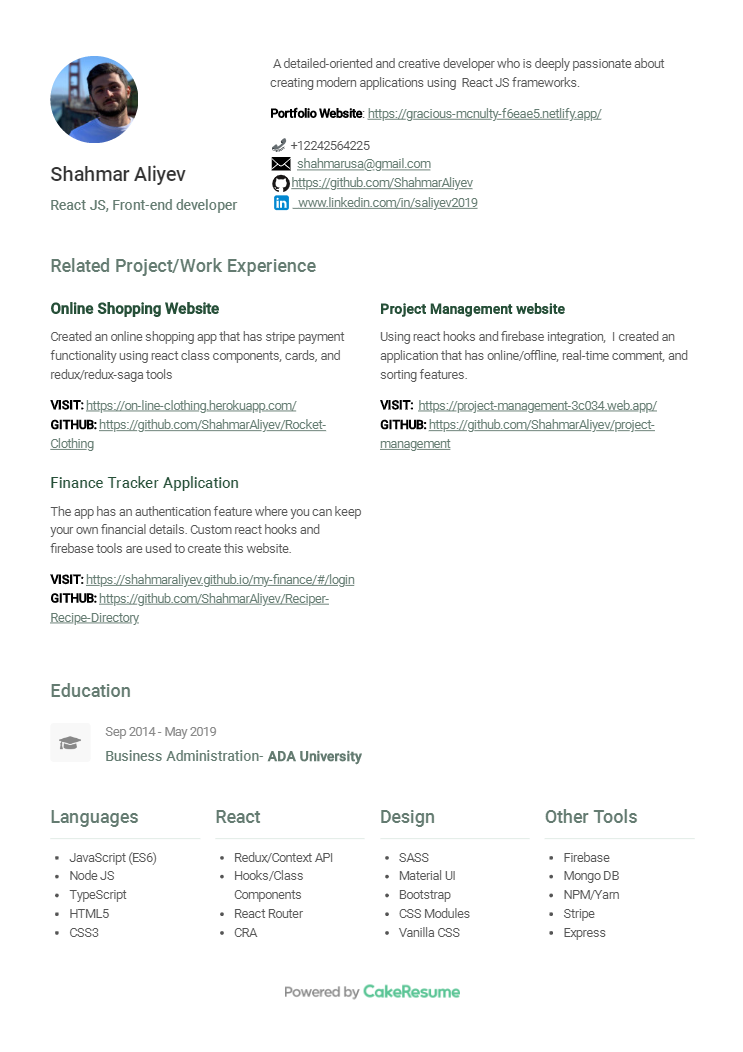 A detailed-oriented and creative developer who is deeply passionate about
creating modern applications using  React JS frameworks.
Portfolio Website: https://gracious-mcnulty-f6eae5.netlify.app/
+12242564225
shahmarusa@gmail.com
https://github.com/ShahmarAliyev
www.linkedin.com/in/saliyev2019
Shahmar Aliyev
React JS, Front-end developer
Related Project/Work Experience
Online Shopping Website
Created an online shopping app that has stripe payment
functionality using react class components, cards, and
redux/redux-saga tools
VISIT: https://on-line-clothing.herokuapp.com/
GITHUB: https://github.com/ShahmarAliyev/Rocket-
Clothing
Project Management website
Using react hooks and firebase integration,  I created an
application that has online/offline, real-time comment, and
sorting features.
VISIT:  https://project-management-3c034.web.app/
GITHUB: https://github.com/ShahmarAliyev/project-
management
Finance Tracker Application
The app has an authentication feature where you can keep
your own financial details. Custom react hooks and
firebase tools are used to create this website.
VISIT: https://shahmaraliyev.github.io/my-finance/#/login
GITHUB: https://github.com/ShahmarAliyev/Reciper-
Recipe-Directory
Education
Sep 2014 - May 2019
Business Administration- ADA University
Languages
• JavaScript (ES6)
• Node JS
• TypeScript
• HTML5
• CSS3
React
• Redux/Context API
• Hooks/Class
Components
• React Router
• CRA
Design
• SASS
• Material UI
• Bootstrap
• CSS Modules
• Vanilla CSS
Other Tools
• Firebase
• Mongo DB
• NPM/Yarn
• Stripe
• Express
Powered by CakeResume